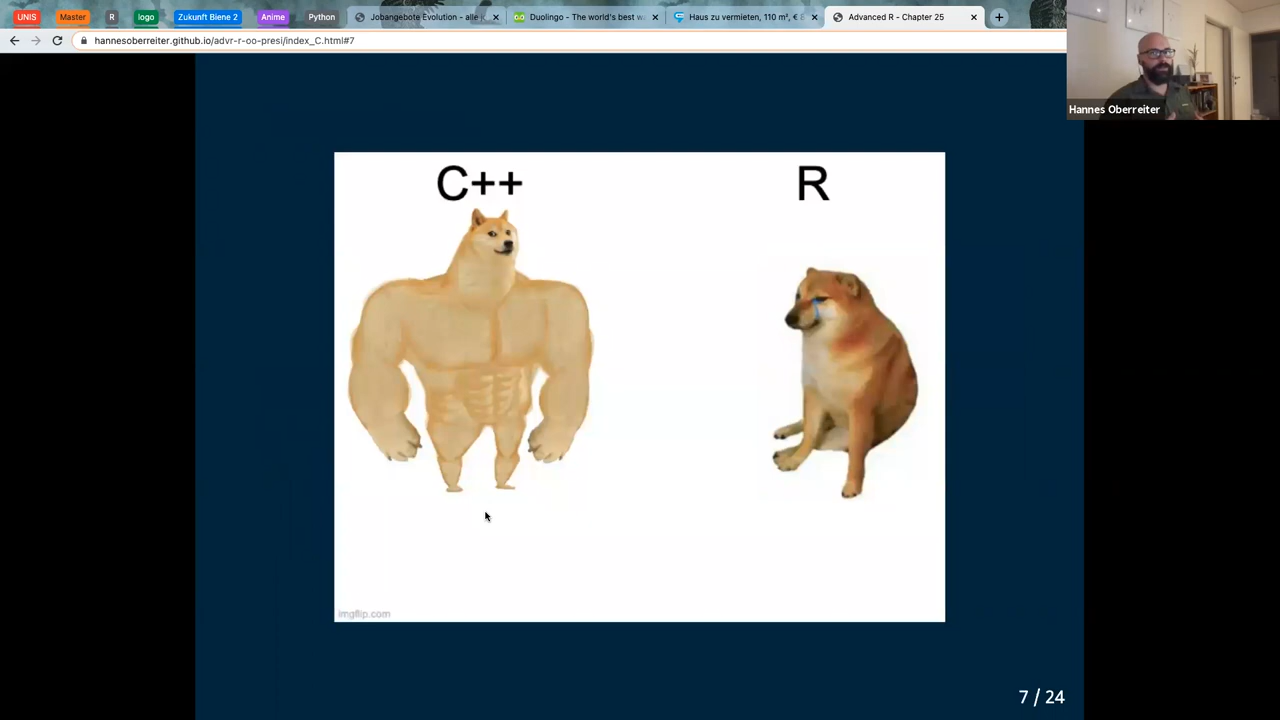 UNIS
Master
R
logo
Zukunft Biene 2
Anime
Python
Jobangebote Evolution - alle j
Duolingo - The world's best w
Haus zu vermieten, 110 m², €
Advanced R - Chapter 25
hannesoberreiter.github.io/advr-r-oo-presi/index_C.html#7
Hannes Oberreiter
C++
R
imgflip.com
7 / 24